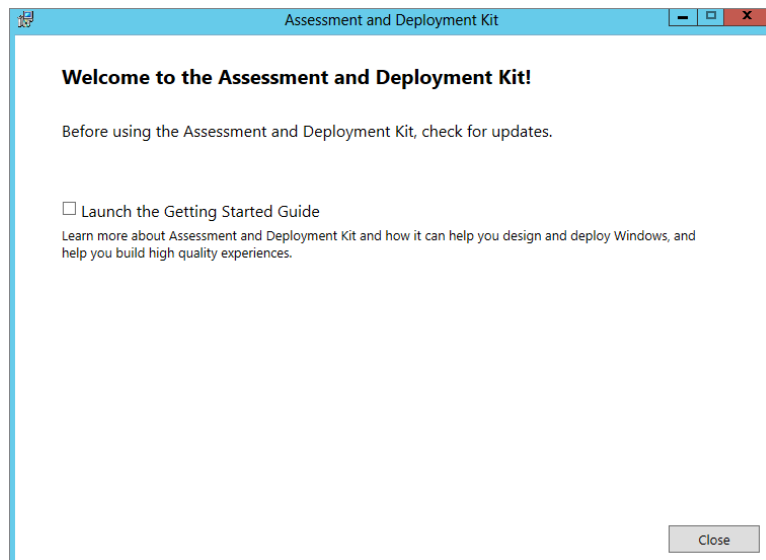 Assessment and Deployment Kit
Welcome to the Assessment and Deployment Kit!
Before using the Assessment and Deployment Kit, check for updates.
Launch the Getting Started Guide
Learn more about Assessment and Deployment Kit and how it can help you design and deploy Windows, and
help you build high quality experiences.
Close